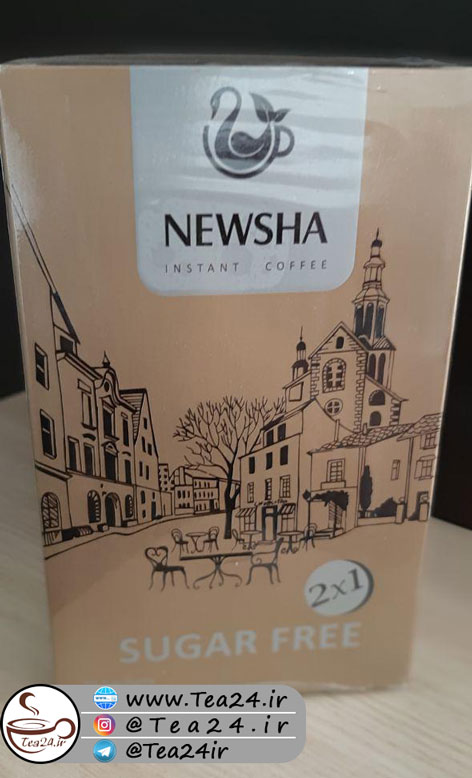 NEWSHA
INSTANT COFFEE
2x1
SUGAR FREE
www.Tea24.ir
@Tea24.ir
@Tea24ir
Tea24.ir